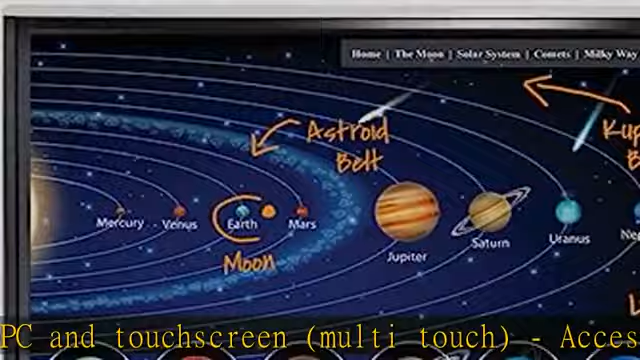 Home | The Moon | Solar System | Comets | Milky Way
Astroid
Belt
Mercury
Venus
Earth
Mars
Jupiter
Saturn
Uranus
Moon
PC and touchscreen (multi touch) - Acces